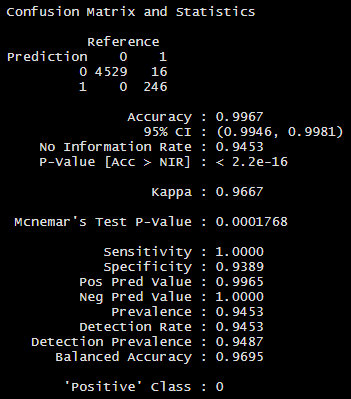 Confusion Matrix and Statistics
Reference
Prediction 0 1
0 4529 16
1 0 246
Accuracy : 0.9967
95% CI : (0.9946, 0.9981)
No Information Rate : 0.9453
P-Value [Acc > NIR] : < 2.2e-16
Kappa : 0.9667
Mcnemar's Test P-Value : 0.0001768
Sensitivity : 1.0000
Specificity : 0.9389
Pos Pred Value : 0.9965
Neg Pred Value : 1.0000
Prevalence : 0.9453
Detection Rate : 0.9453
Detection Prevalence : 0.9487
Balanced Accuracy : 0.9695
'Positive' Class : 0